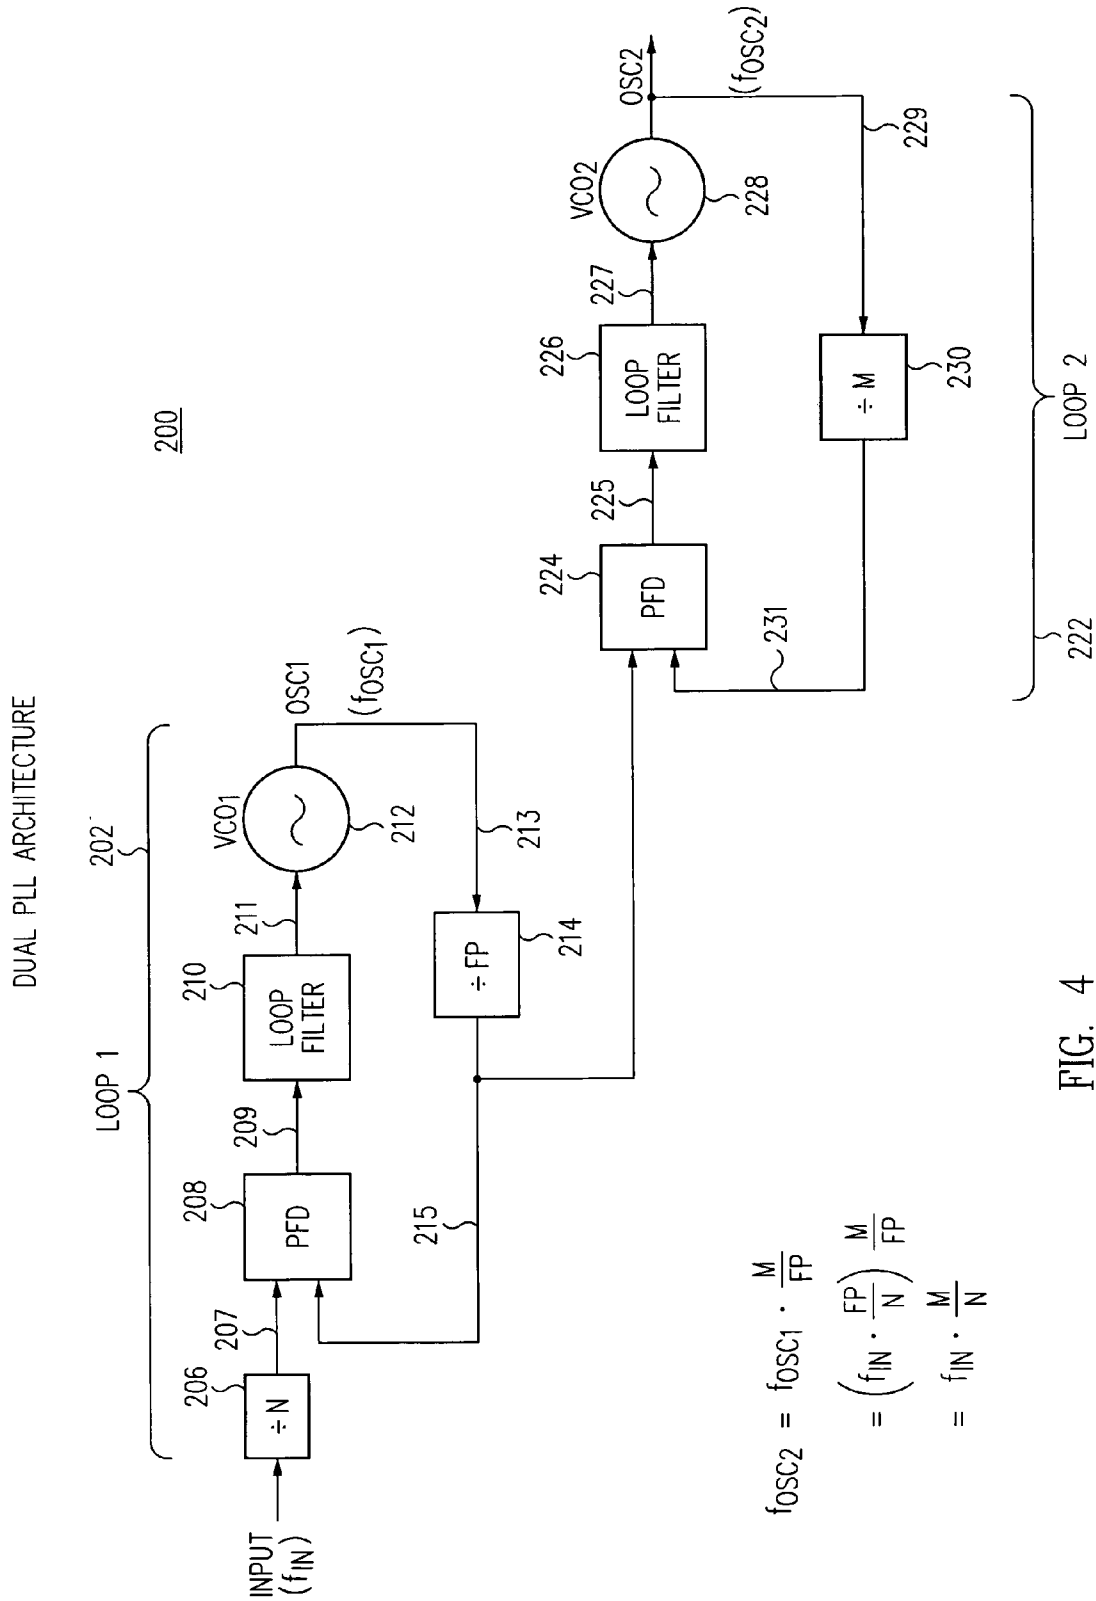 DUAL PLL ARCHITECTURE
200
LOOP 1
202
INPUT
(fIN)
206
÷N
207
208
PFD
209
210
LOOP
FILTER
211
VCO1
212
OSC1
(fOSC1)
213
÷FP
214
215
224
PFD
225
226
LOOP
FILTER
227
VCO2
228
OSC2
(fOSC2)
229
÷M
230
231
222
LOOP 2
fOSC2 = fOSC1 · M/FP
= (fIN · FP/N) M/FP
= fIN · M/N
FIG. 4